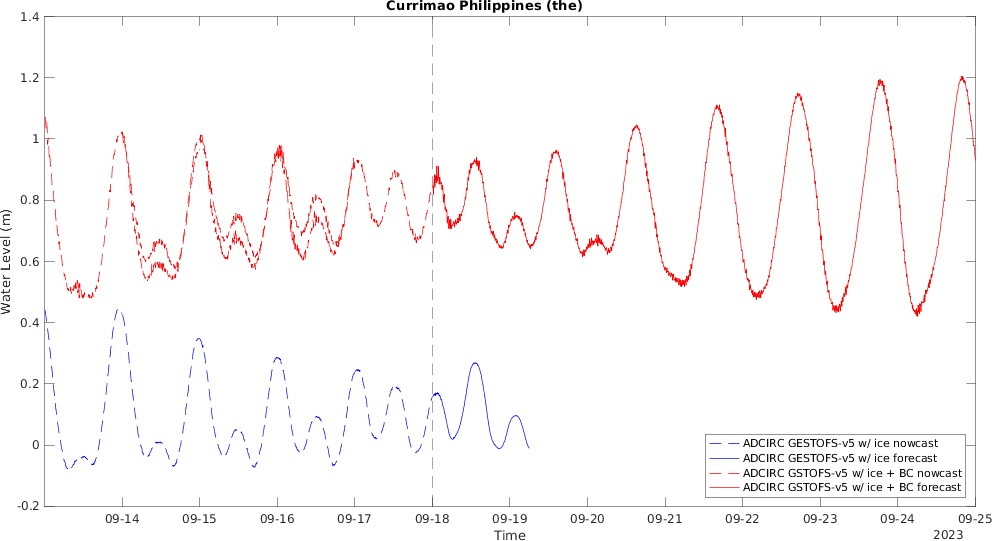 Currimao Philippines (the)
Water Level (m)
1.4
1.2
1
0.8
0.6
0.4
0.2
0
-0.2
09-14 09-15 09-16 09-17 09-18 09-19 09-20 09-21 09-22 09-23 09-24 09-25
Time
2023
ADCIRC GESTOFS-v5 w/ ice nowcast
ADCIRC GESTOFS-v5 w/ ice forecast
ADCIRC GSTOFS-v5 w/ ice + BC nowcast
ADCIRC GSTOFS-v5 w/ ice + BC forecast